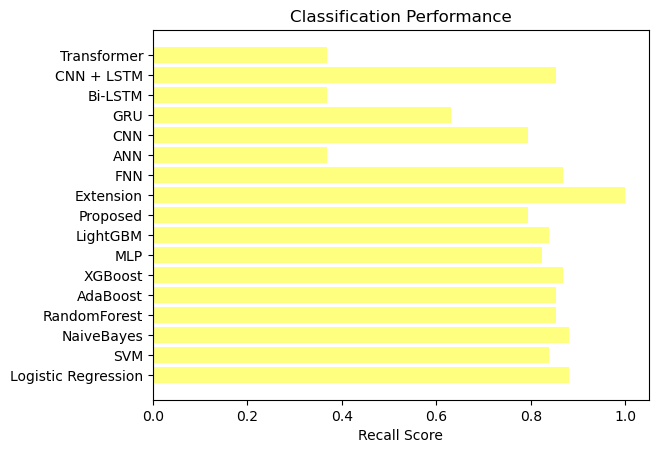 Classification Performance
Transformer
CNN + LSTM
Bi-LSTM
GRU
CNN
ANN
FNN
Extension
Proposed
LightGBM
MLP
XGBoost
AdaBoost
RandomForest
NaiveBayes
SVM
Logistic Regression
0.0 0.2 0.4 0.6 0.8 1.0
Recall Score